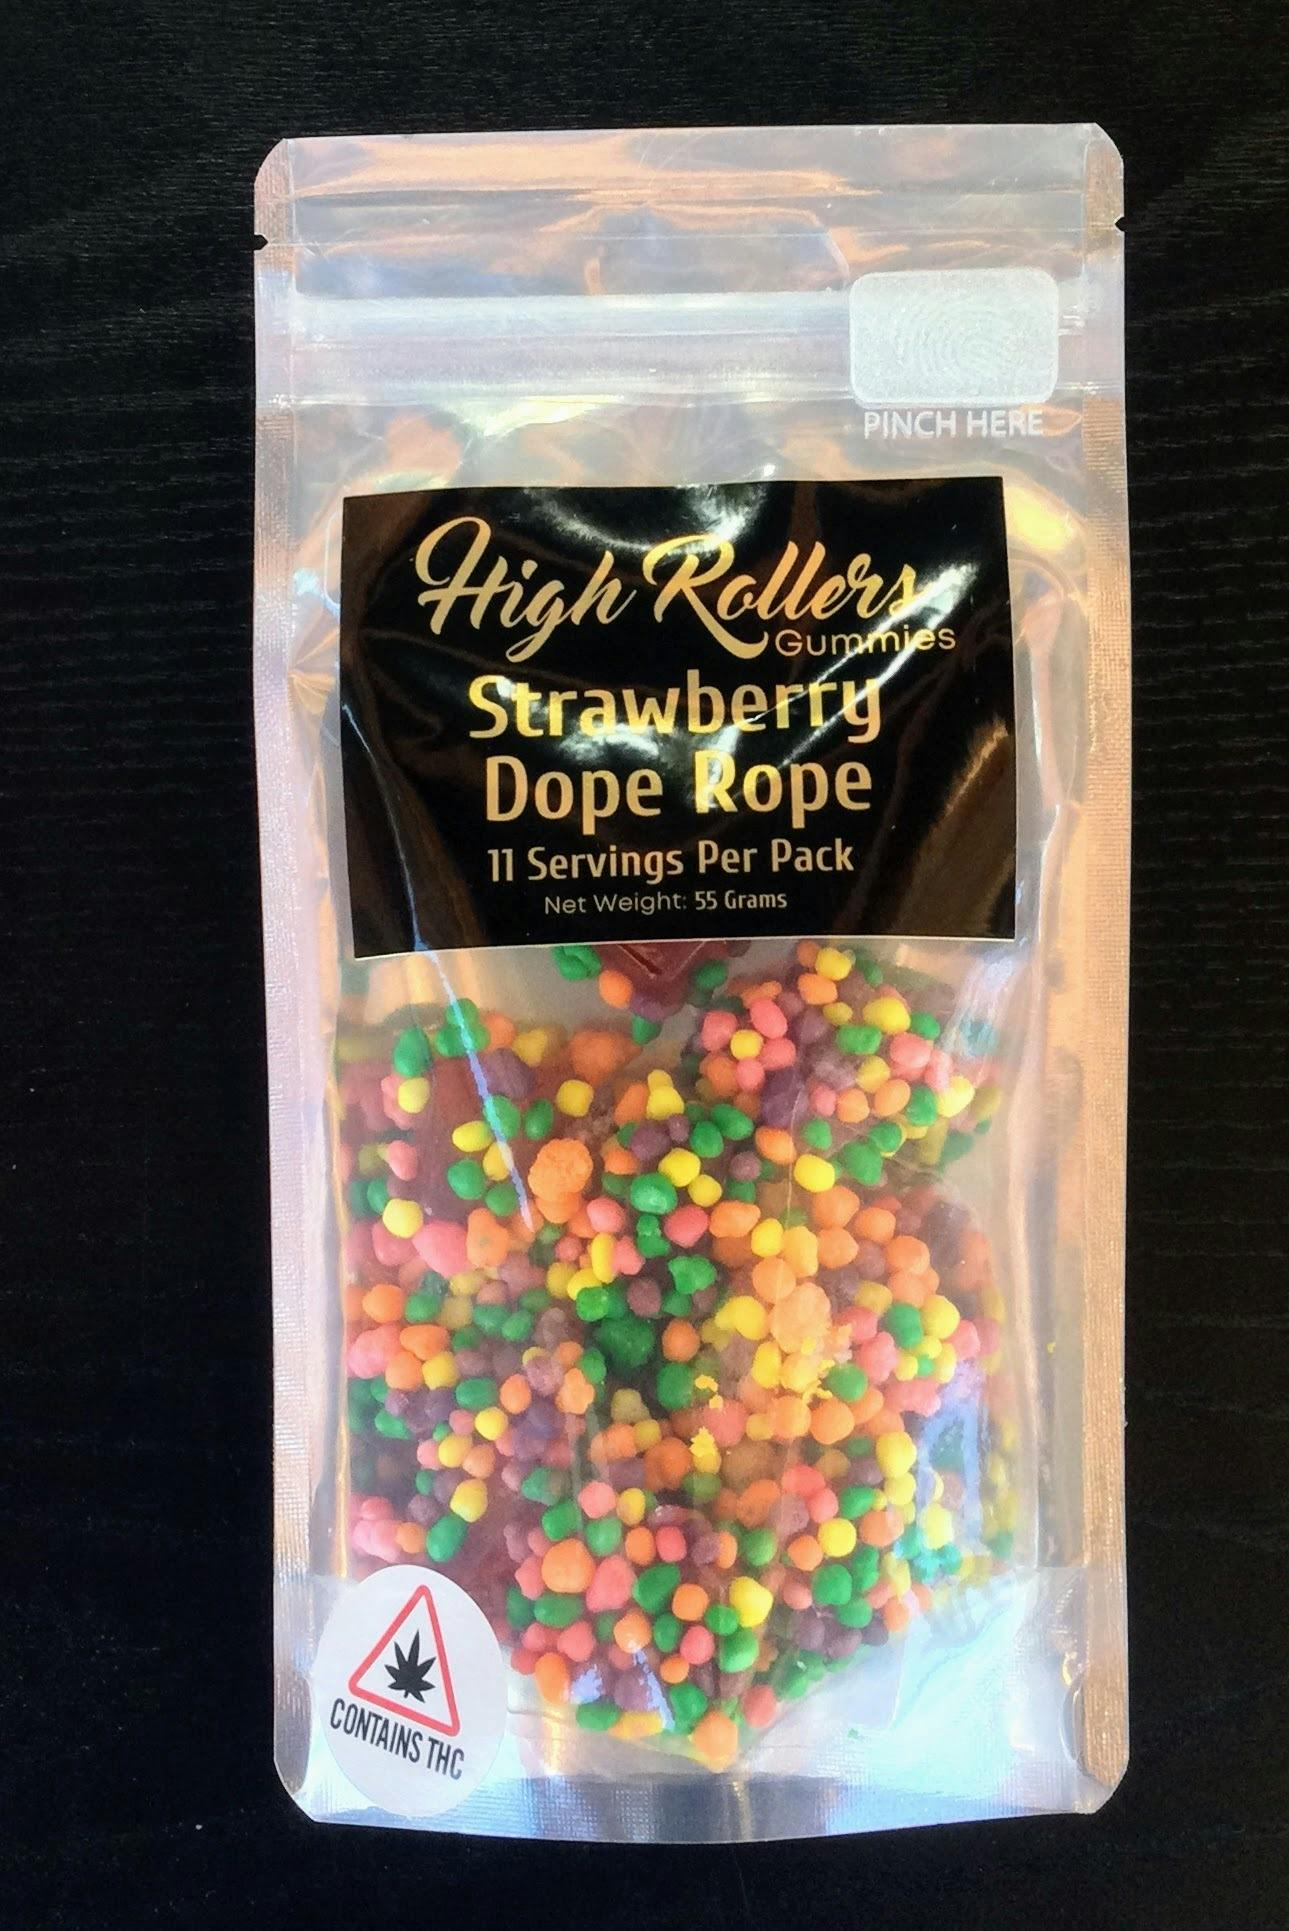 PINCH HERE
High Rollers
Gummies
Strawberry
Dope Rope
11 Servings Per Pack
Net Weight: 55 Grams
CONTAINS THC